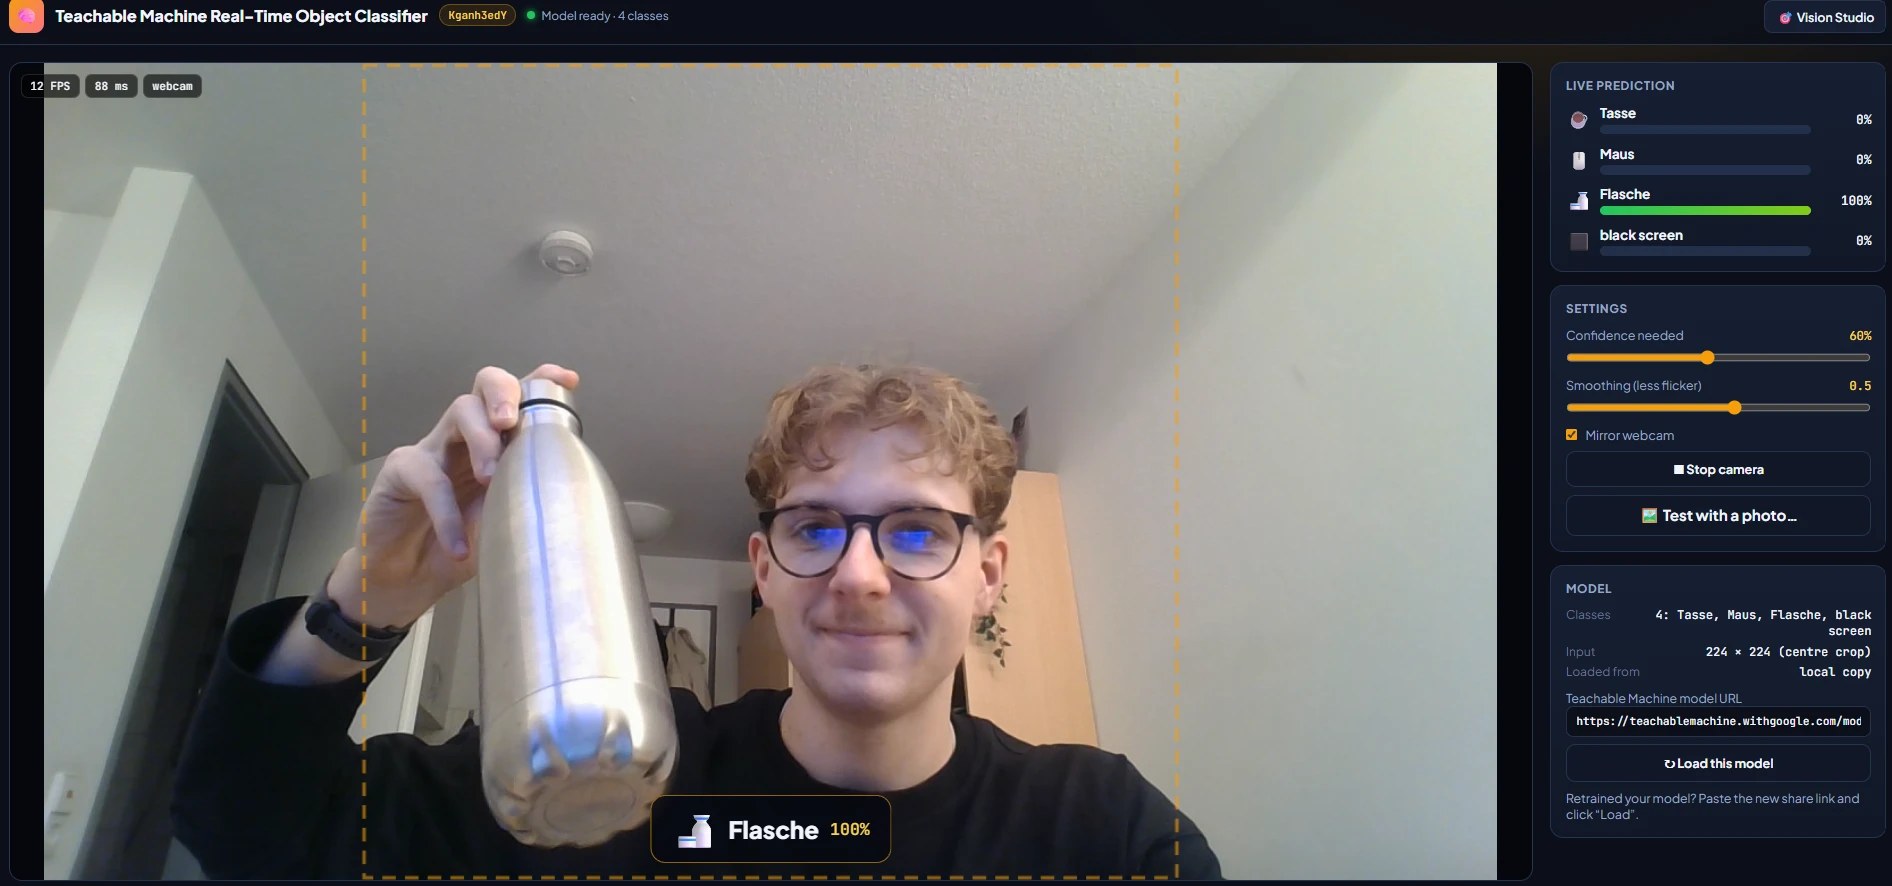 Teachable Machine Real-Time Object Classifier
Kganh3edY
Model ready · 4 classes
Vision Studio
12 FPS
88 ms
webcam
Flasche 100%
LIVE PREDICTION
Tasse 0%
Maus 0%
Flasche 100%
black screen 0%
SETTINGS
Confidence needed 60%
Smoothing (less flicker) 0.5
Mirror webcam
Stop camera
Test with a photo…
MODEL
Classes 4: Tasse, Maus, Flasche, black
screen
Input 224 × 224 (centre crop)
Loaded from local copy
Teachable Machine model URL
https://teachablemachine.withgoogle.com/mod
↻ Load this model
Retrained your model? Paste the new share link and
click “Load”.